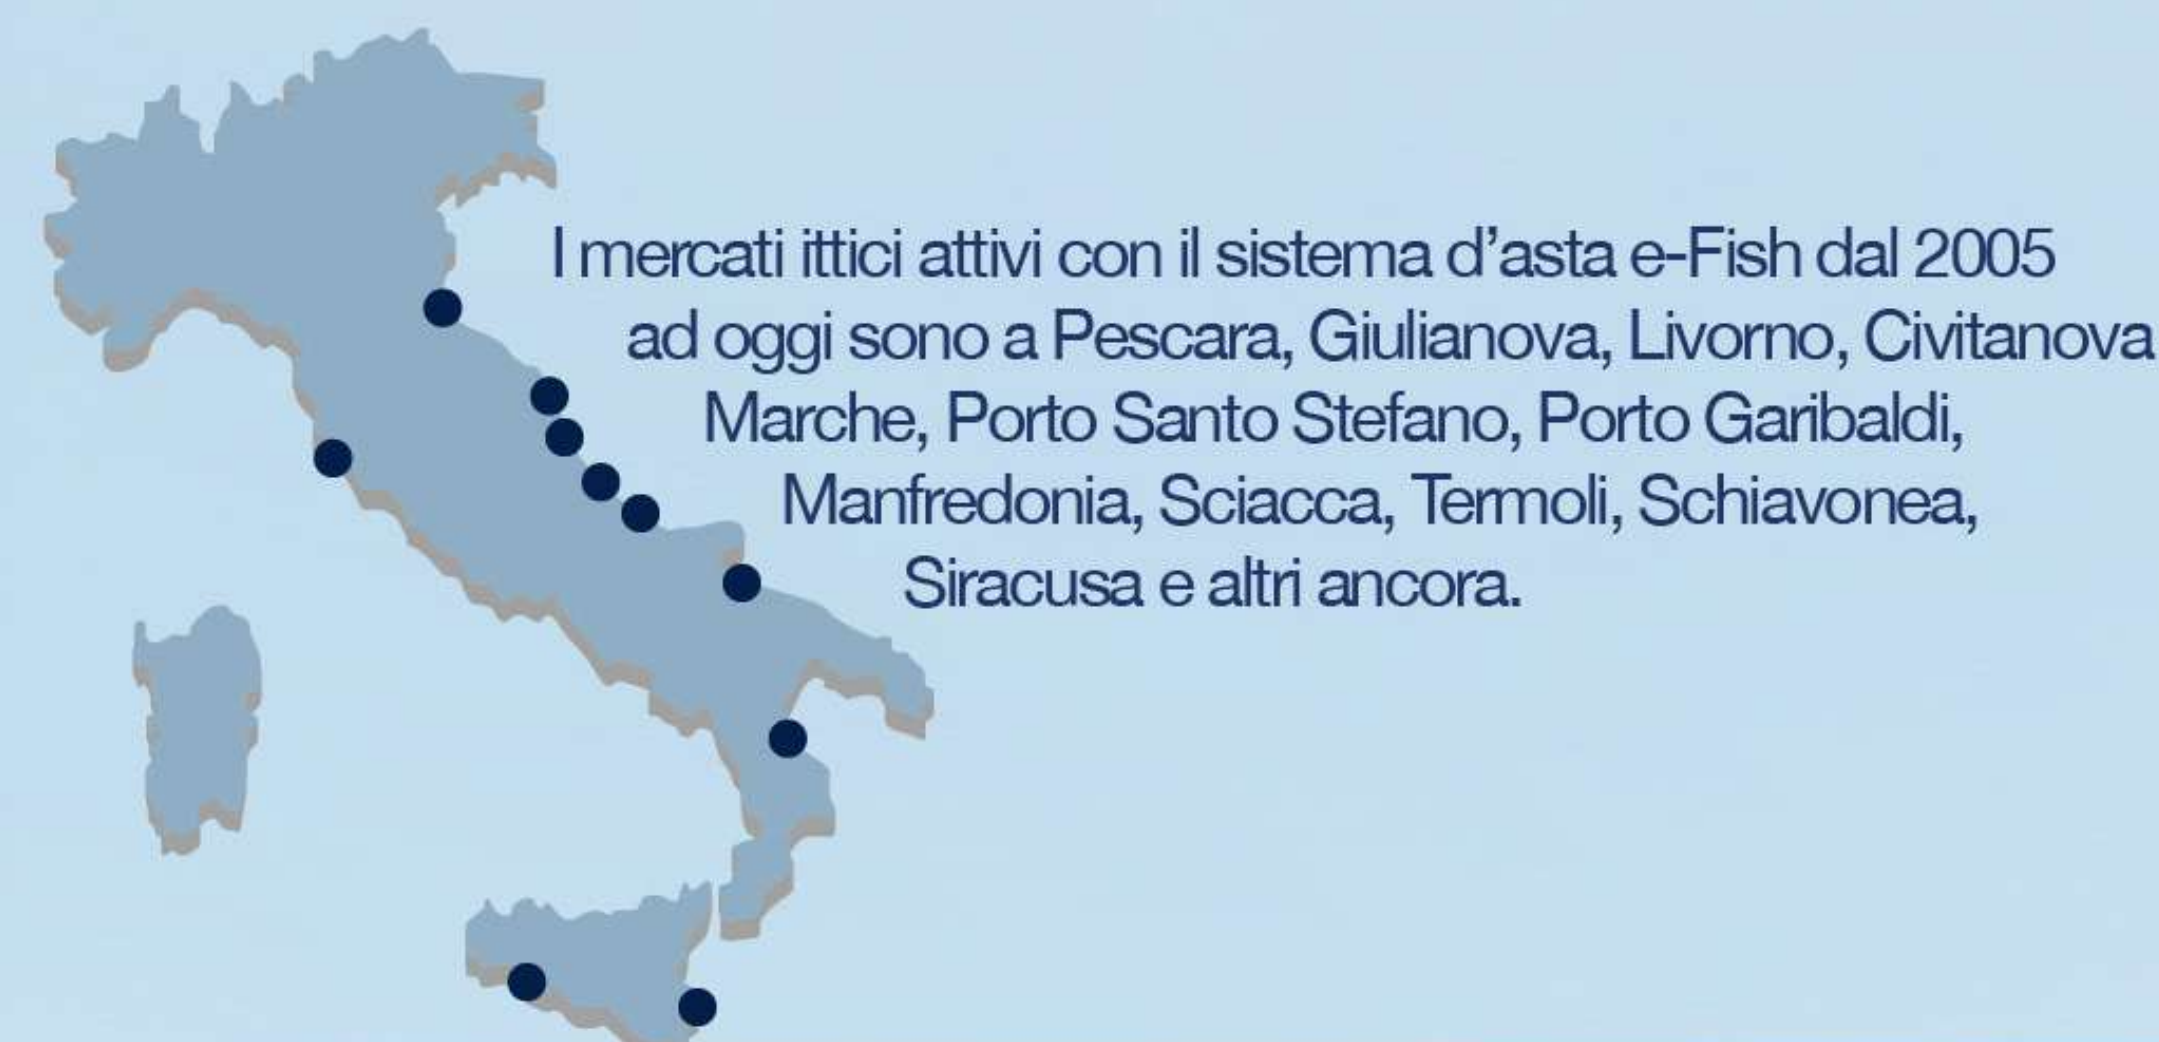 I mercati ittici attivi con il sistema d’asta e-Fish dal 2005
ad oggi sono a Pescara, Giulianova, Livorno, Civitanova
Marche, Porto Santo Stefano, Porto Garibaldi,
Manfredonia, Sciacca, Termoli, Schiavonea,
Siracusa e altri ancora.